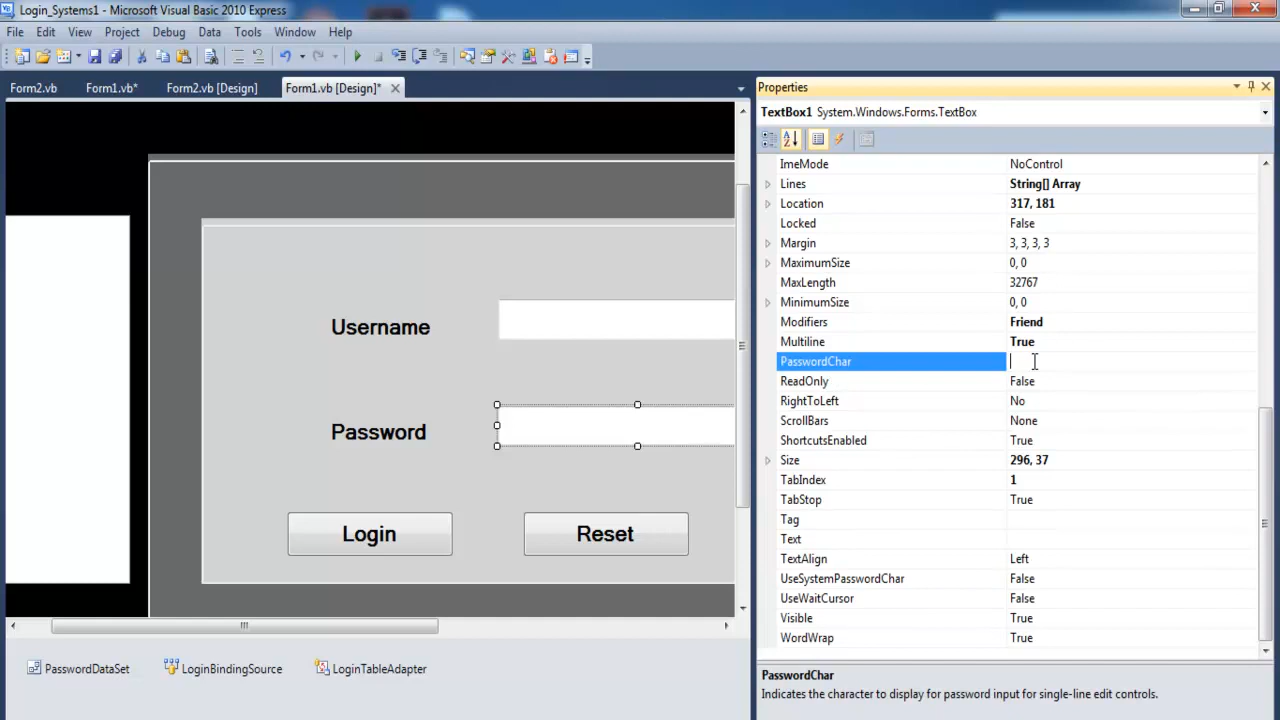 Login_Systems1 - Microsoft Visual Basic 2010 Express
File Edit View Project Debug Data Tools Window Help
Form2.vb Form1.vb* Form2.vb [Design] Form1.vb [Design]*
Username
Password
Login Reset
PasswordDataSet LoginBindingSource LoginTableAdapter
Properties
TextBox1 System.Windows.Forms.TextBox
ImeMode NoControl
Lines String[] Array
Location 317, 181
Locked False
Margin 3, 3, 3, 3
MaximumSize 0, 0
MaxLength 32767
MinimumSize 0, 0
Modifiers Friend
Multiline True
PasswordChar
ReadOnly False
RightToLeft No
ScrollBars None
ShortcutsEnabled True
Size 296, 37
TabIndex 1
TabStop True
Tag
Text
TextAlign Left
UseSystemPasswordChar False
UseWaitCursor False
Visible True
WordWrap True
PasswordChar
Indicates the character to display for password input for single-line edit controls.